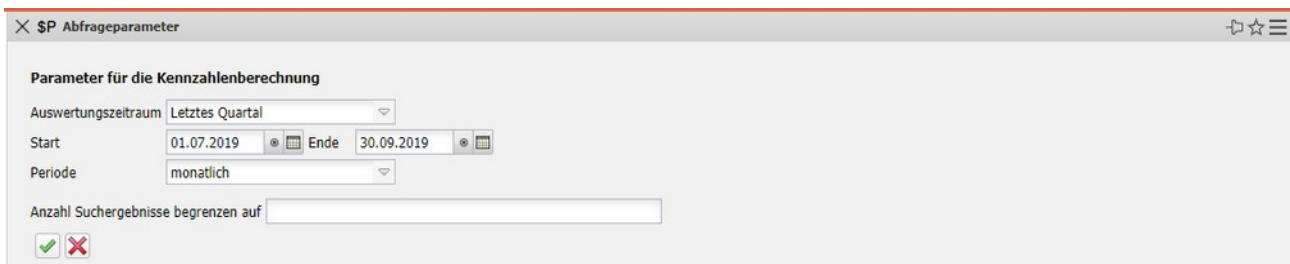 $P Abfrageparameter
Parameter für die Kennzahlenberechnung
Auswertungszeitraum Letztes Quartal
Start 01.07.2019 Ende 30.09.2019
Periode monatlich
Anzahl Suchergebnisse begrenzen auf